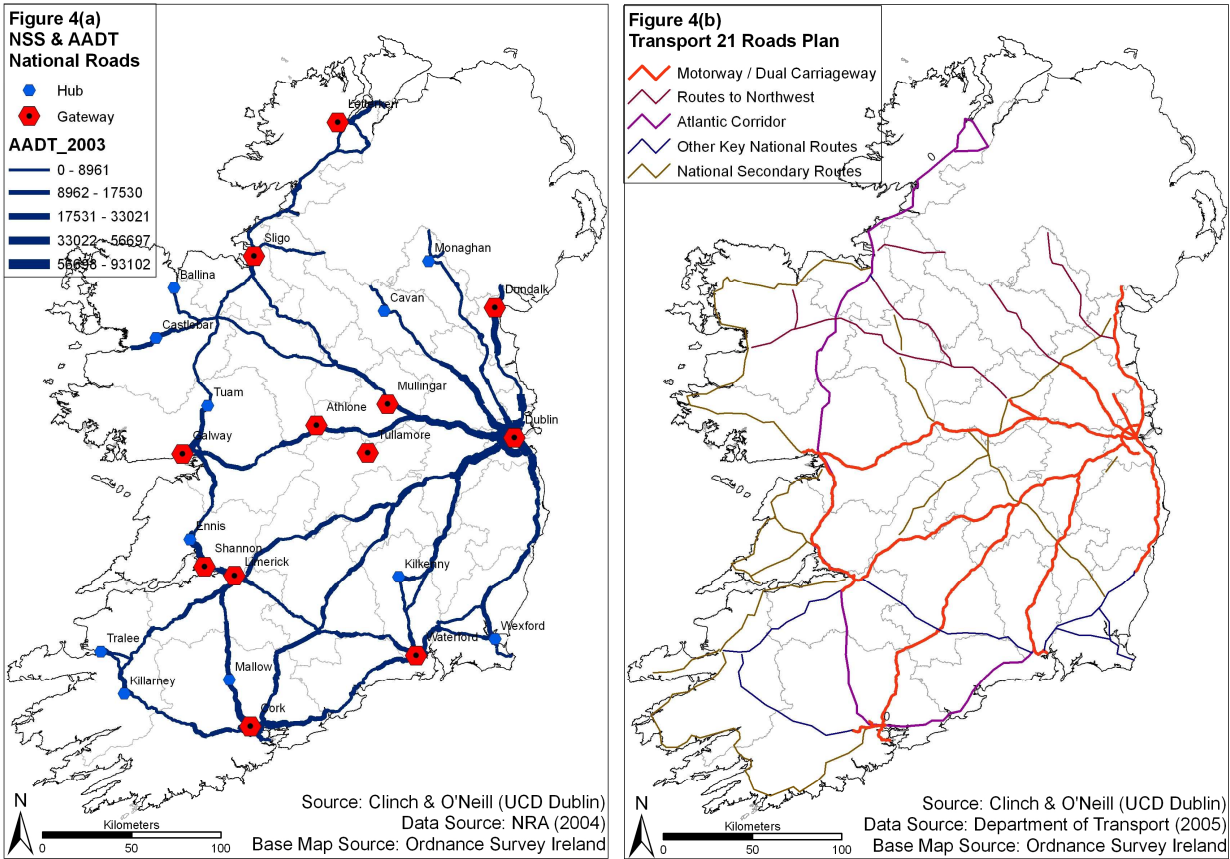 Figure 4(a)
NSS & AADT
National Roads
Hub
Gateway
AADT_2003
0 - 8961
8962 - 17530
17531 - 33021
33022 - 56697
56698 - 93102
Letterkenny
Sligo
Monaghan
Ballina
Dundalk
Cavan
Castlebar
Mullingar
Tuam
Athlone
Dublin
Galway
Tullamore
Ennis
Shannon
Limerick
Kilkenny
Wexford
Tralee
Waterford
Mallow
Killarney
Cork
N
Kilometers
0 50 100
Source: Clinch & O'Neill (UCD Dublin)
Data Source: NRA (2004)
Base Map Source: Ordnance Survey Ireland
Figure 4(b)
Transport 21 Roads Plan
Motorway / Dual Carriageway
Routes to Northwest
Atlantic Corridor
Other Key National Routes
National Secondary Routes
0
0
N
Kilometers
0 50 100
Source: Clinch & O'Neill (UCD Dublin)
Data Source: Department of Transport (2005)
Base Map Source: Ordnance Survey Ireland